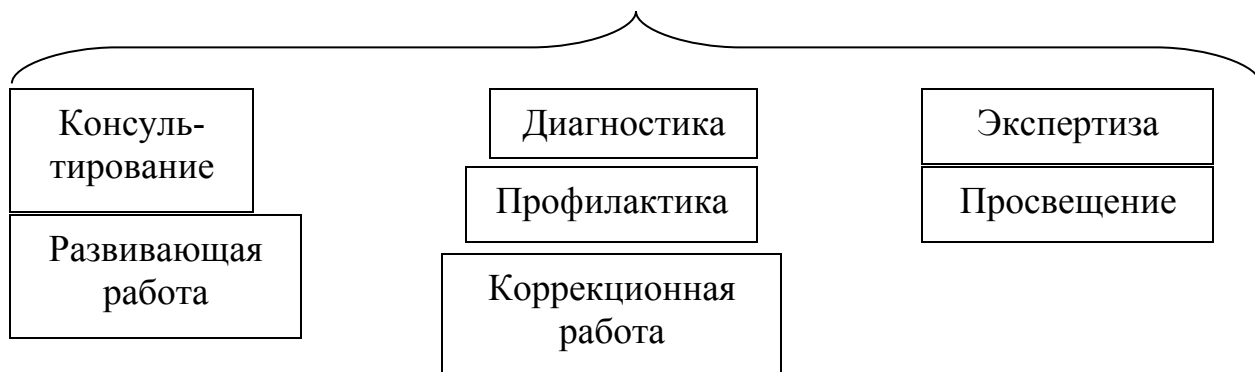 Консуль-
тирование
Развивающая
работа
Диагностика
Профилактика
Коррекционная
работа
Экспертиза
Просвещение